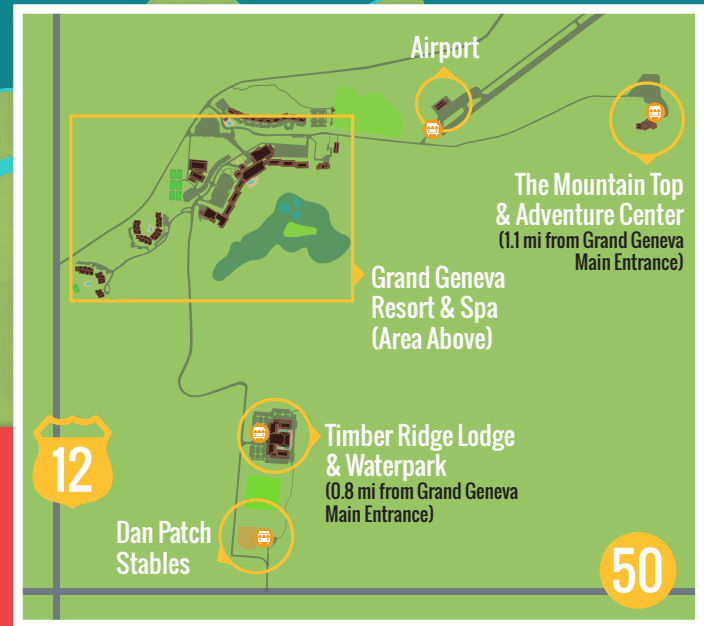 Airport
The Mountain Top
& Adventure Center
(1.1 mi from Grand Geneva
Main Entrance)
Grand Geneva
Resort & Spa
(Area Above)
12
Timber Ridge Lodge
& Waterpark
(0.8 mi from Grand Geneva
Main Entrance)
Dan Patch
Stables
50